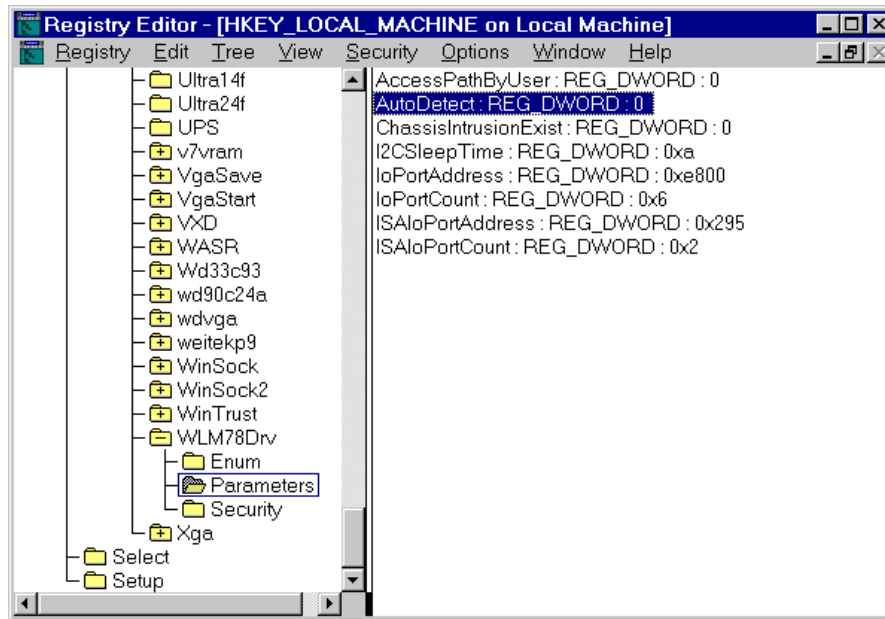 Registry Editor - [HKEY_LOCAL_MACHINE on Local Machine]
Registry Edit Tree View Security Options Window Help
Ultra14f
Ultra24f
UPS
v7vram
VgaSave
VgaStart
VXD
WASR
Wd33c93
wd90c24a
wdvga
weitekp9
WinSock
WinSock2
WinTrust
WLM78Drv
Enum
Parameters
Security
Xga
Select
Setup
AccessPathByUser : REG_DWORD : 0
AutoDetect : REG_DWORD : 0
ChassisIntrusionExist : REG_DWORD : 0
I2CSleepTime : REG_DWORD : 0xa
IoPortAddress : REG_DWORD : 0xe800
IoPortCount : REG_DWORD : 0x6
ISAIoPortAddress : REG_DWORD : 0x295
ISAIoPortCount : REG_DWORD : 0x2